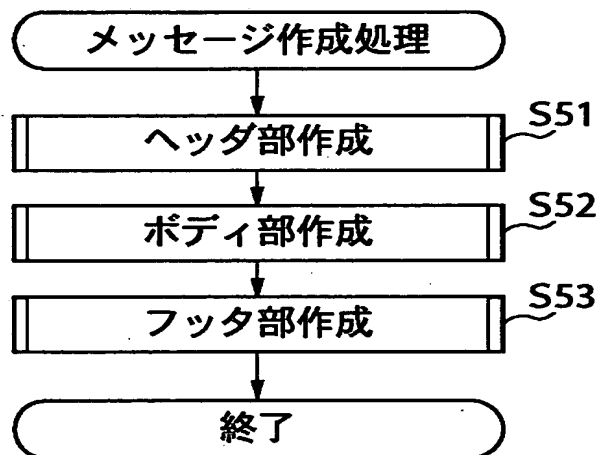 メッセージ作成処理
ヘッダ部作成
S51
ボディ部作成
S52
フッタ部作成
S53
終了